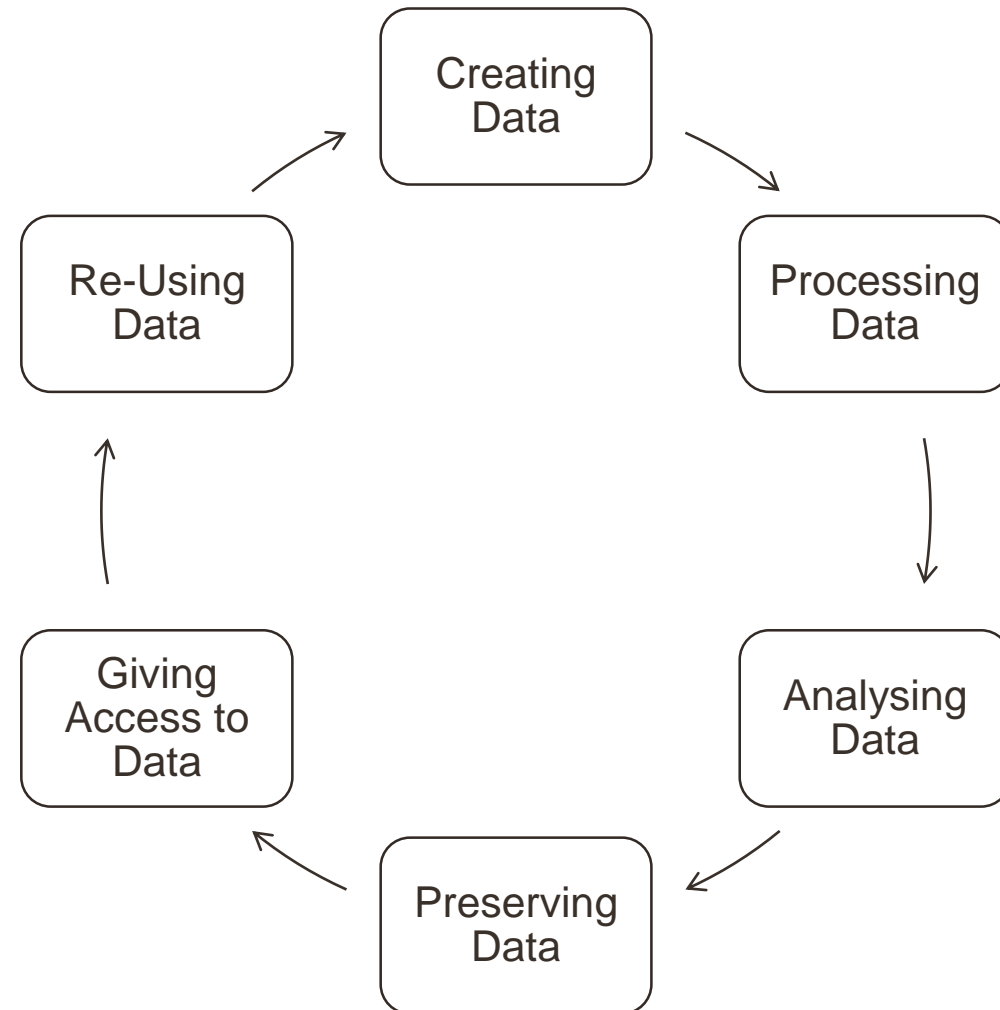 Creating
Data
Processing
Data
Analysing
Data
Preserving
Data
Giving
Access to
Data
Re-Using
Data